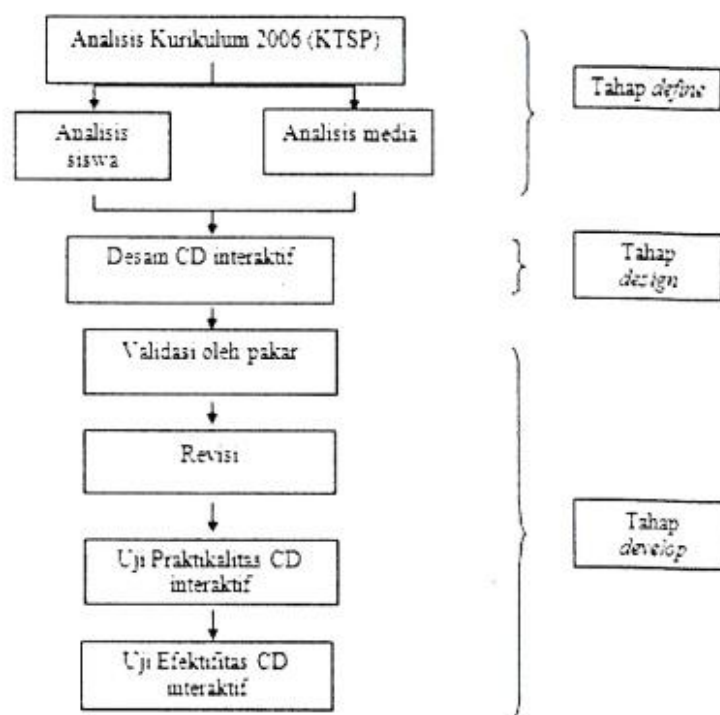 Analisis Kurikulum 2006 (KTSP)
Tahap define
Analisis
siswa
Analisis media
Desain CD interaktif
Tahap
design
Validasi oleh pakar
Revisi
Tahap
develop
Uji Praktikalitas CD
interaktif
Uji Efektifitas CD
interaktif